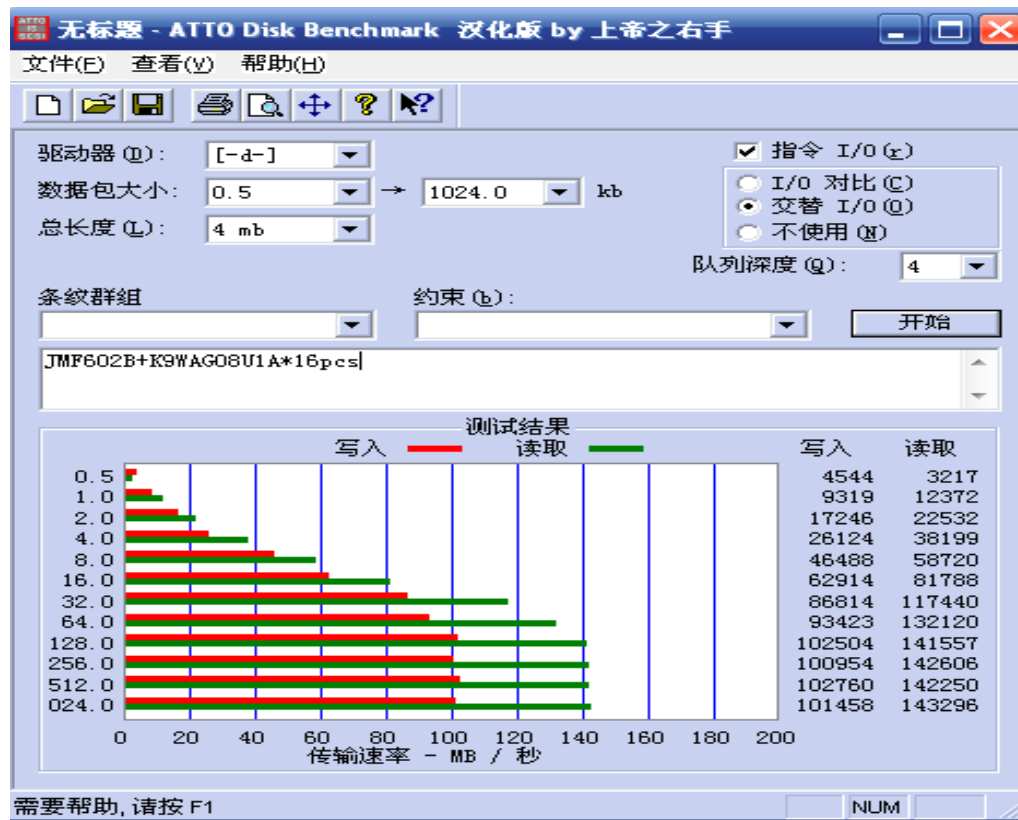 ATTO IS SCSI 无标题 - ATTO Disk Benchmark 汉化版 by 上帝之右手
文件(F) 查看(V) 帮助(H)
驱动器(D): [-d-] 指令 I/O(E)
数据包大小: 0.5 → 1024.0 kb I/O 对比(C)
交替 I/O(O)
总长度(L): 4 mb 不使用(N)
队列深度(Q): 4
条纹群组 约束(b):
开始
JMF602B+K9WAG08U1A*16pcs
测试结果
写入 读取 写入 读取
0.5 4544 3217
1.0 9319 12372
2.0 17246 22532
4.0 26124 38199
8.0 46488 58720
16.0 62914 81788
32.0 86814 117440
64.0 93423 132120
128.0 102504 141557
256.0 100954 142606
512.0 102760 142250
024.0 101458 143296
0 20 40 60 80 100 120 140 160 180 200
传输速率 - MB / 秒
需要帮助,请按 F1 NUM